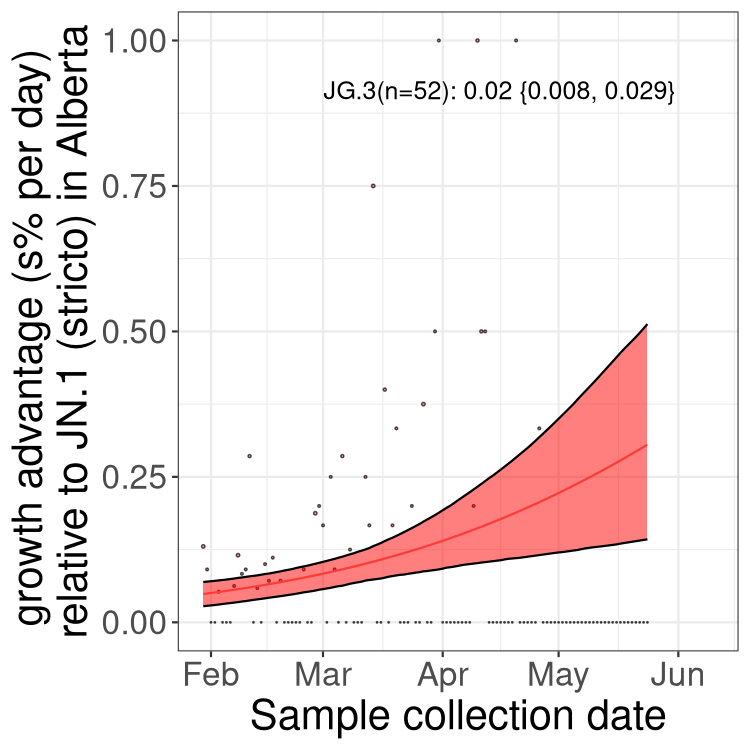 growth advantage (s% per day)
relative to JN.1 (stricto) in Alberta
1.00
0.75
0.50
0.25
0.00
JG.3(n=52): 0.02 {0.008, 0.029}
Feb Mar Apr May Jun
Sample collection date